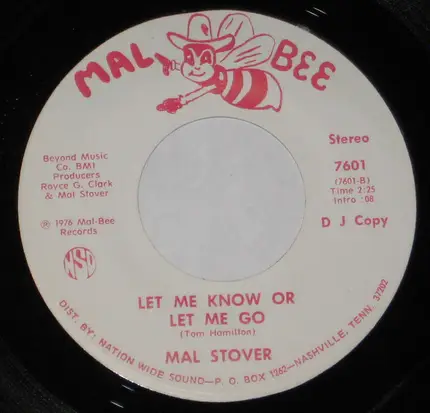 MAL BEE
Stereo
7601
(7601-B)
Time 2:25
Intro :08
D J Copy
Beyond Music
Co. BMI
Producers
Royce G. Clark
& Mal Stover
℗ 1976 Mal-Bee
Records
NSD
LET ME KNOW OR
LET ME GO
(Tom Hamilton)
MAL STOVER
DIST. BY: NATION WIDE SOUND—P. O. BOX 1262—NASHVILLE, TENN. 37202